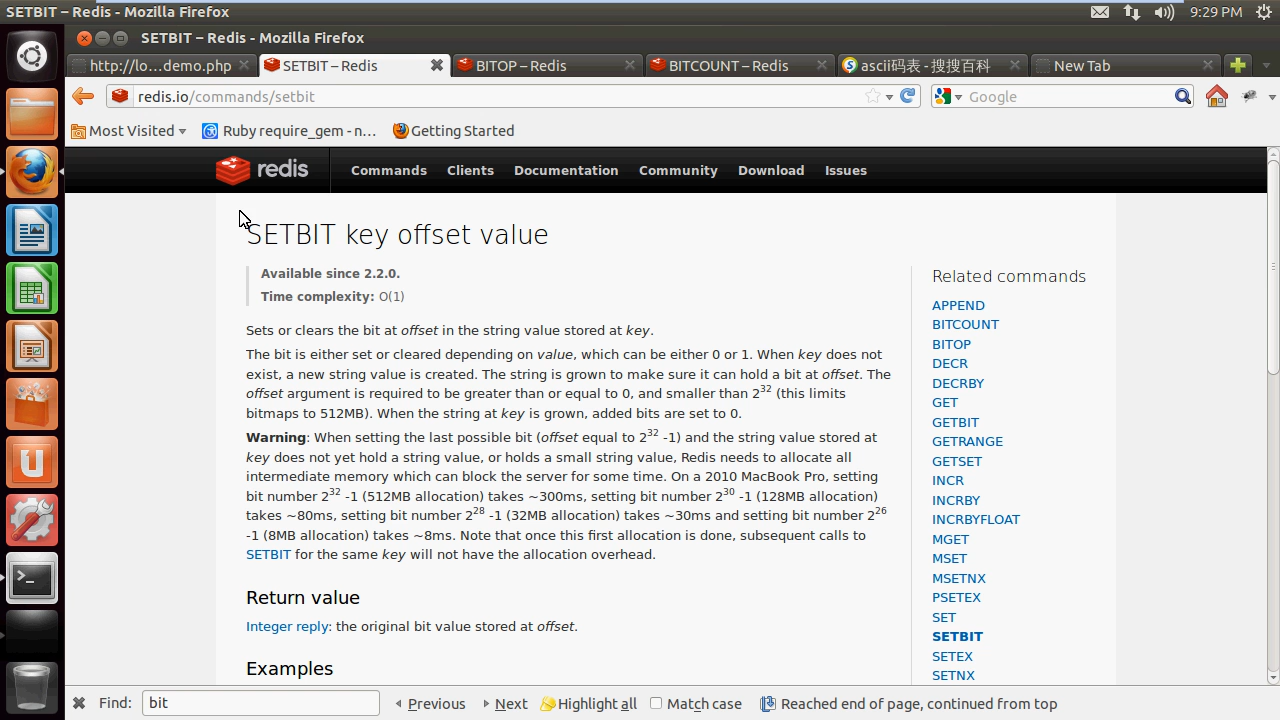 SETBIT – Redis - Mozilla Firefox
9:29 PM
SETBIT – Redis - Mozilla Firefox
http://lo...demo.php
SETBIT – Redis
BITOP – Redis
BITCOUNT – Redis
ascii码表 - 搜搜百科
New Tab
redis.io/commands/setbit
Google
Most Visited
Ruby require_gem - n...
Getting Started
redis
Commands
Clients
Documentation
Community
Download
Issues
SETBIT key offset value
Available since 2.2.0.
Time complexity: O(1)
Sets or clears the bit at offset in the string value stored at key.
The bit is either set or cleared depending on value, which can be either 0 or 1. When key does not
exist, a new string value is created. The string is grown to make sure it can hold a bit at offset. The
offset argument is required to be greater than or equal to 0, and smaller than 2³² (this limits
bitmaps to 512MB). When the string at key is grown, added bits are set to 0.
Warning: When setting the last possible bit (offset equal to 2³² -1) and the string value stored at
key does not yet hold a string value, or holds a small string value, Redis needs to allocate all
intermediate memory which can block the server for some time. On a 2010 MacBook Pro, setting
bit number 2³² -1 (512MB allocation) takes ~300ms, setting bit number 2³⁰ -1 (128MB allocation)
takes ~80ms, setting bit number 2²⁸ -1 (32MB allocation) takes ~30ms and setting bit number 2²⁶
-1 (8MB allocation) takes ~8ms. Note that once this first allocation is done, subsequent calls to
SETBIT for the same key will not have the allocation overhead.
Return value
Integer reply: the original bit value stored at offset.
Examples
Related commands
APPEND
BITCOUNT
BITOP
DECR
DECRBY
GET
GETBIT
GETRANGE
GETSET
INCR
INCRBY
INCRBYFLOAT
MGET
MSET
MSETNX
PSETEX
SET
SETBIT
SETEX
SETNX
Find:
bit
Previous
Next
Highlight all
Match case
Reached end of page, continued from top